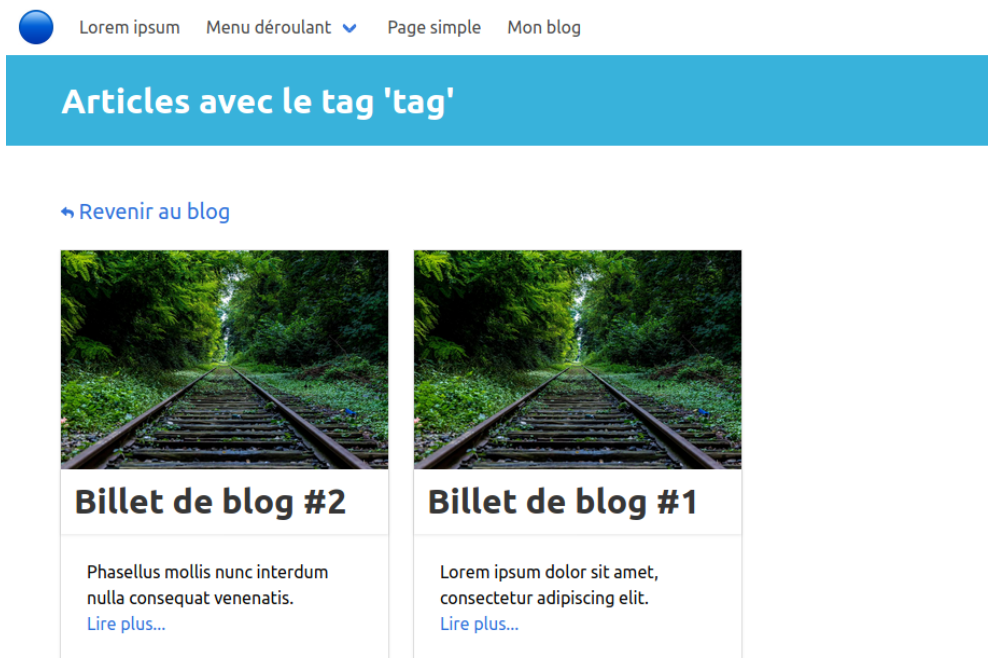 Lorem ipsum Menu déroulant Page simple Mon blog
Articles avec le tag 'tag'
Revenir au blog
Billet de blog #2
Phasellus mollis nunc interdum
nulla consequat venenatis.
Lire plus...
Billet de blog #1
Lorem ipsum dolor sit amet,
consectetur adipiscing elit.
Lire plus...